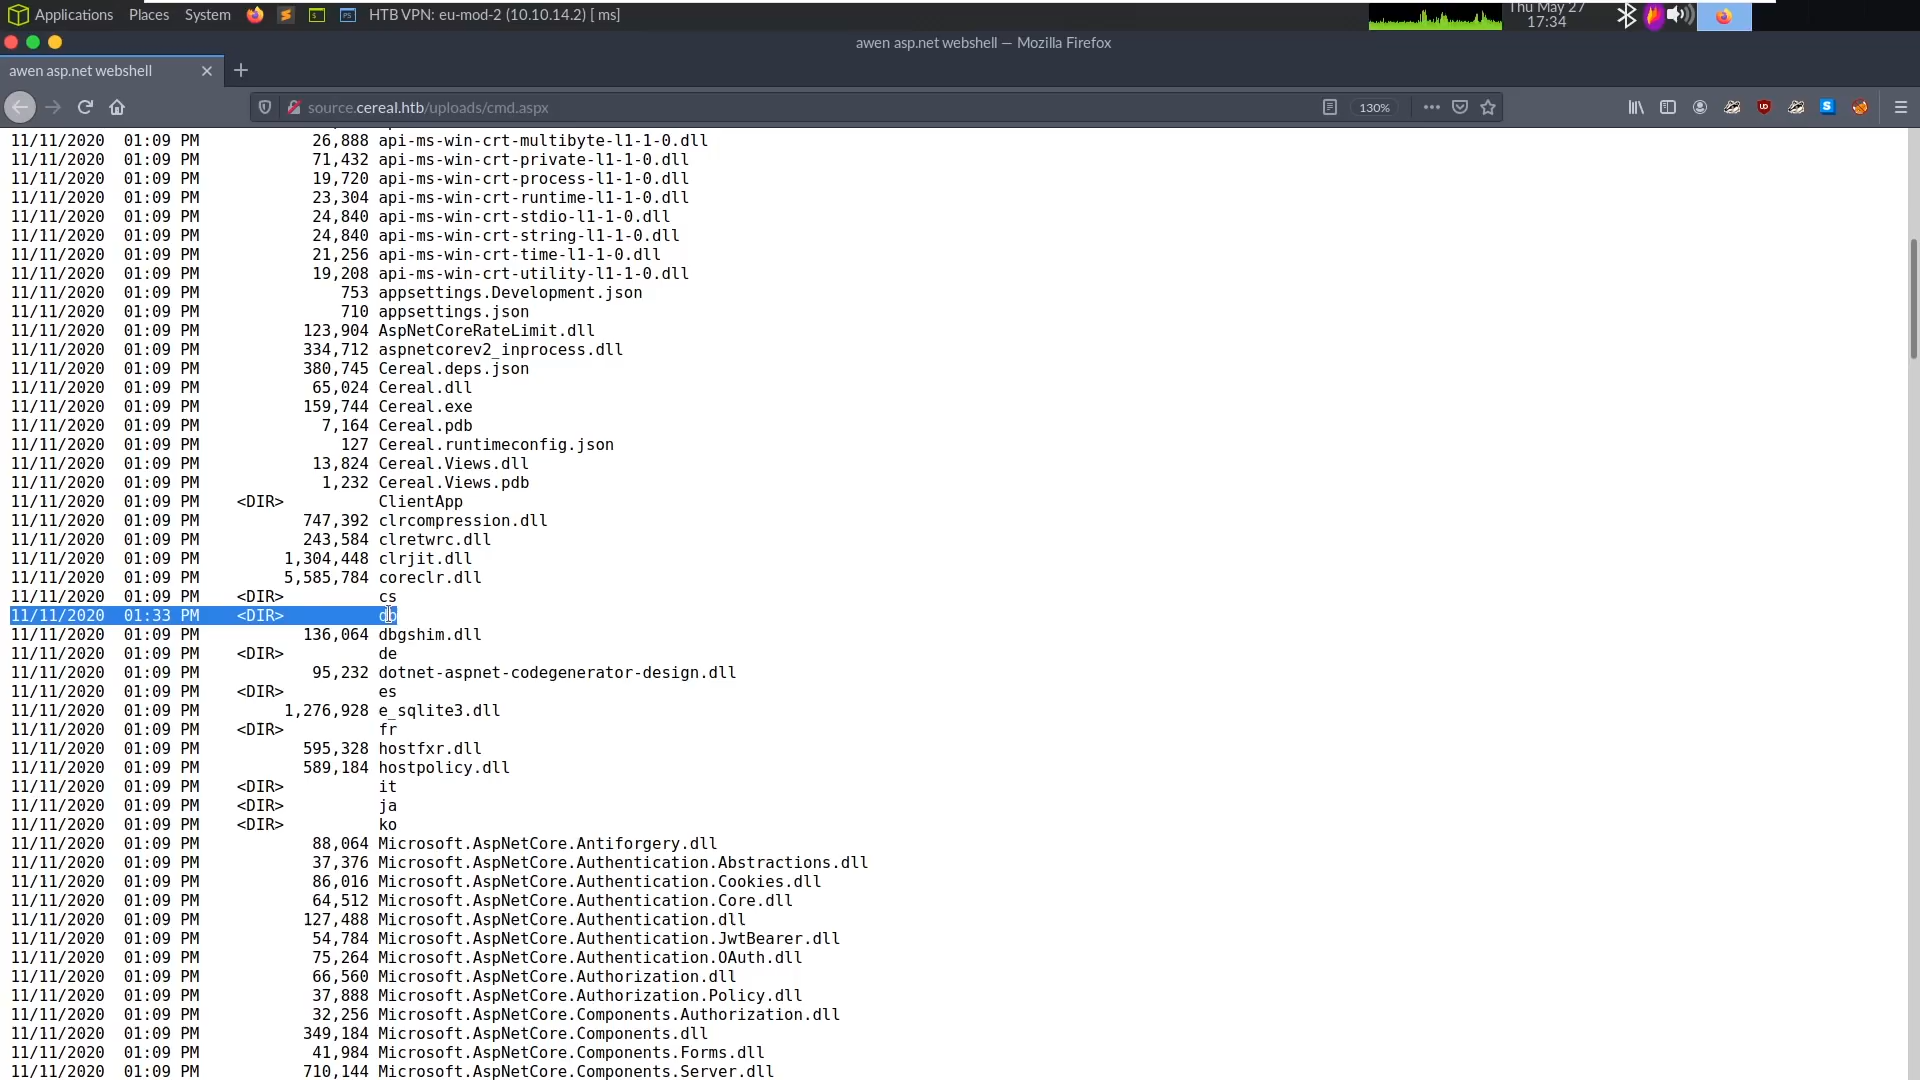 Applications Places System HTB VPN: eu-mod-2 (10.10.14.2) [ ms] Thu May 27
17:34
awen asp.net webshell — Mozilla Firefox
awen asp.net webshell
source.cereal.htb/uploads/cmd.aspx 130%
11/11/2020 01:09 PM 26,888 api-ms-win-crt-multibyte-l1-1-0.dll
11/11/2020 01:09 PM 71,432 api-ms-win-crt-private-l1-1-0.dll
11/11/2020 01:09 PM 19,720 api-ms-win-crt-process-l1-1-0.dll
11/11/2020 01:09 PM 23,304 api-ms-win-crt-runtime-l1-1-0.dll
11/11/2020 01:09 PM 24,840 api-ms-win-crt-stdio-l1-1-0.dll
11/11/2020 01:09 PM 24,840 api-ms-win-crt-string-l1-1-0.dll
11/11/2020 01:09 PM 21,256 api-ms-win-crt-time-l1-1-0.dll
11/11/2020 01:09 PM 19,208 api-ms-win-crt-utility-l1-1-0.dll
11/11/2020 01:09 PM 753 appsettings.Development.json
11/11/2020 01:09 PM 710 appsettings.json
11/11/2020 01:09 PM 123,904 AspNetCoreRateLimit.dll
11/11/2020 01:09 PM 334,712 aspnetcorev2_inprocess.dll
11/11/2020 01:09 PM 380,745 Cereal.deps.json
11/11/2020 01:09 PM 65,024 Cereal.dll
11/11/2020 01:09 PM 159,744 Cereal.exe
11/11/2020 01:09 PM 7,164 Cereal.pdb
11/11/2020 01:09 PM 127 Cereal.runtimeconfig.json
11/11/2020 01:09 PM 13,824 Cereal.Views.dll
11/11/2020 01:09 PM 1,232 Cereal.Views.pdb
11/11/2020 01:09 PM <DIR> ClientApp
11/11/2020 01:09 PM 747,392 clrcompression.dll
11/11/2020 01:09 PM 243,584 clretwrc.dll
11/11/2020 01:09 PM 1,304,448 clrjit.dll
11/11/2020 01:09 PM 5,585,784 coreclr.dll
11/11/2020 01:09 PM <DIR> cs
11/11/2020 01:33 PM <DIR> db
11/11/2020 01:09 PM 136,064 dbgshim.dll
11/11/2020 01:09 PM <DIR> de
11/11/2020 01:09 PM 95,232 dotnet-aspnet-codegenerator-design.dll
11/11/2020 01:09 PM <DIR> es
11/11/2020 01:09 PM 1,276,928 e_sqlite3.dll
11/11/2020 01:09 PM <DIR> fr
11/11/2020 01:09 PM 595,328 hostfxr.dll
11/11/2020 01:09 PM 589,184 hostpolicy.dll
11/11/2020 01:09 PM <DIR> it
11/11/2020 01:09 PM <DIR> ja
11/11/2020 01:09 PM <DIR> ko
11/11/2020 01:09 PM 88,064 Microsoft.AspNetCore.Antiforgery.dll
11/11/2020 01:09 PM 37,376 Microsoft.AspNetCore.Authentication.Abstractions.dll
11/11/2020 01:09 PM 86,016 Microsoft.AspNetCore.Authentication.Cookies.dll
11/11/2020 01:09 PM 64,512 Microsoft.AspNetCore.Authentication.Core.dll
11/11/2020 01:09 PM 127,488 Microsoft.AspNetCore.Authentication.dll
11/11/2020 01:09 PM 54,784 Microsoft.AspNetCore.Authentication.JwtBearer.dll
11/11/2020 01:09 PM 75,264 Microsoft.AspNetCore.Authentication.OAuth.dll
11/11/2020 01:09 PM 66,560 Microsoft.AspNetCore.Authorization.dll
11/11/2020 01:09 PM 37,888 Microsoft.AspNetCore.Authorization.Policy.dll
11/11/2020 01:09 PM 32,256 Microsoft.AspNetCore.Components.Authorization.dll
11/11/2020 01:09 PM 349,184 Microsoft.AspNetCore.Components.dll
11/11/2020 01:09 PM 41,984 Microsoft.AspNetCore.Components.Forms.dll
11/11/2020 01:09 PM 710,144 Microsoft.AspNetCore.Components.Server.dll